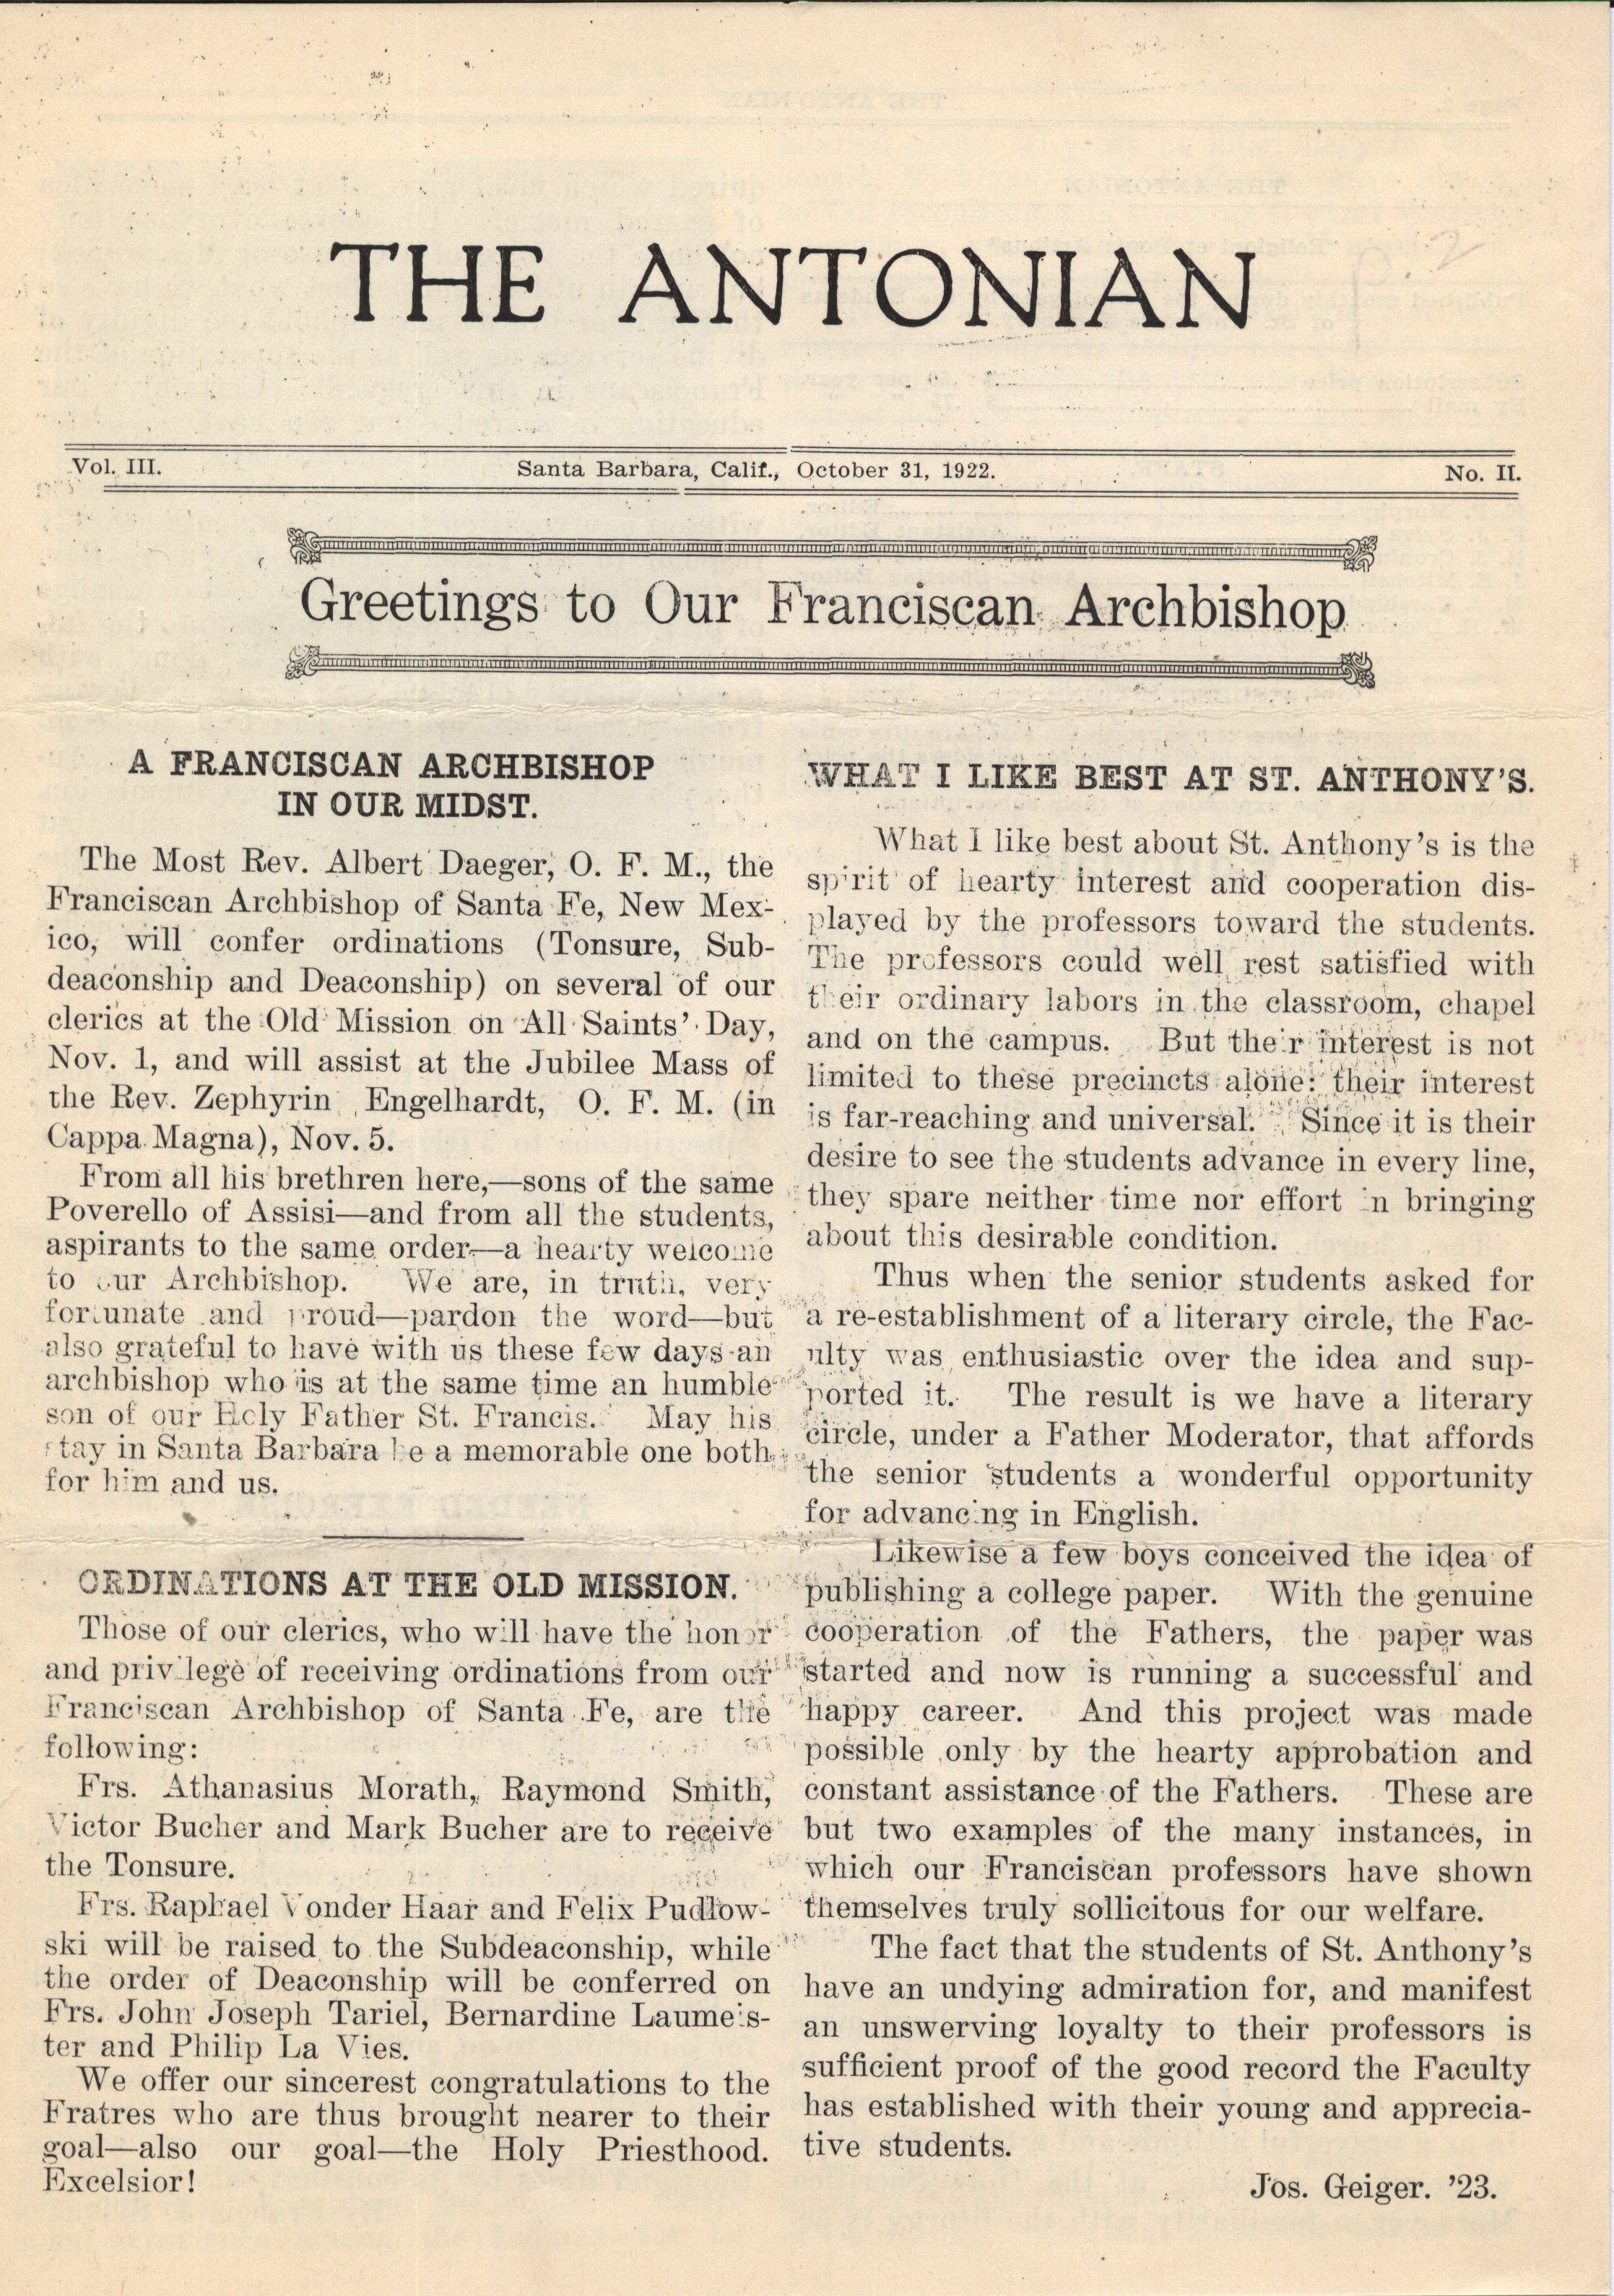 THE ANTONIAN
Vol. III.
Santa Barbara, Calif., October 31, 1922.
No. II.
Greetings to Our Franciscan Archbishop
A FRANCISCAN ARCHBISHOP
IN OUR MIDST.
The Most Rev. Albert Daeger, O. F. M., the
Franciscan Archbishop of Santa Fe, New Mex-
ico, will confer ordinations (Tonsure, Sub-
deaconship and Deaconship) on several of our
clerics at the Old Mission on All Saints' Day,
Nov. 1, and will assist at the Jubilee Mass of
the Rev. Zephyrin Engelhardt, O. F. M. (in
Cappa Magna), Nov. 5.
From all his brethren here,—sons of the same
Poverello of Assisi—and from all the students,
aspirants to the same order—a hearty welcome
to our Archbishop. We are, in truth, very
fortunate and proud—pardon the word—but
also grateful to have with us these few days an
archbishop who is at the same time an humble
son of our Holy Father St. Francis. May his
stay in Santa Barbara be a memorable one both
for him and us.
ORDINATIONS AT THE OLD MISSION.
Those of our clerics, who will have the honor
and privilege of receiving ordinations from our
Franciscan Archbishop of Santa Fe, are the
following:
Frs. Athanasius Morath, Raymond Smith,
Victor Bucher and Mark Bucher are to receive
the Tonsure.
Frs. Raphael Vonder Haar and Felix Pudlow-
ski will be raised to the Subdeaconship, while
the order of Deaconship will be conferred on
Frs. John Joseph Tariel, Bernardine Laumeis-
ter and Philip La Vies.
We offer our sincerest congratulations to the
Fratres who are thus brought nearer to their
goal—also our goal—the Holy Priesthood.
Excelsior!
WHAT I LIKE BEST AT ST. ANTHONY'S.
What I like best about St. Anthony's is the
spirit of hearty interest and cooperation dis-
played by the professors toward the students.
The professors could well rest satisfied with
their ordinary labors in the classroom, chapel
and on the campus. But their interest is not
limited to these precincts alone: their interest
is far-reaching and universal. Since it is their
desire to see the students advance in every line,
they spare neither time nor effort in bringing
about this desirable condition.
Thus when the senior students asked for
a re-establishment of a literary circle, the Fac-
ulty was enthusiastic over the idea and sup-
ported it. The result is we have a literary
circle, under a Father Moderator, that affords
the senior students a wonderful opportunity
for advancing in English.
Likewise a few boys conceived the idea of
publishing a college paper. With the genuine
cooperation of the Fathers, the paper was
started and now is running a successful and
happy career. And this project was made
possible only by the hearty approbation and
constant assistance of the Fathers. These are
but two examples of the many instances, in
which our Franciscan professors have shown
themselves truly sollicitous for our welfare.
The fact that the students of St. Anthony's
have an undying admiration for, and manifest
an unswerving loyalty to their professors is
sufficient proof of the good record the Faculty
has established with their young and apprecia-
tive students.
Jos. Geiger. '23.